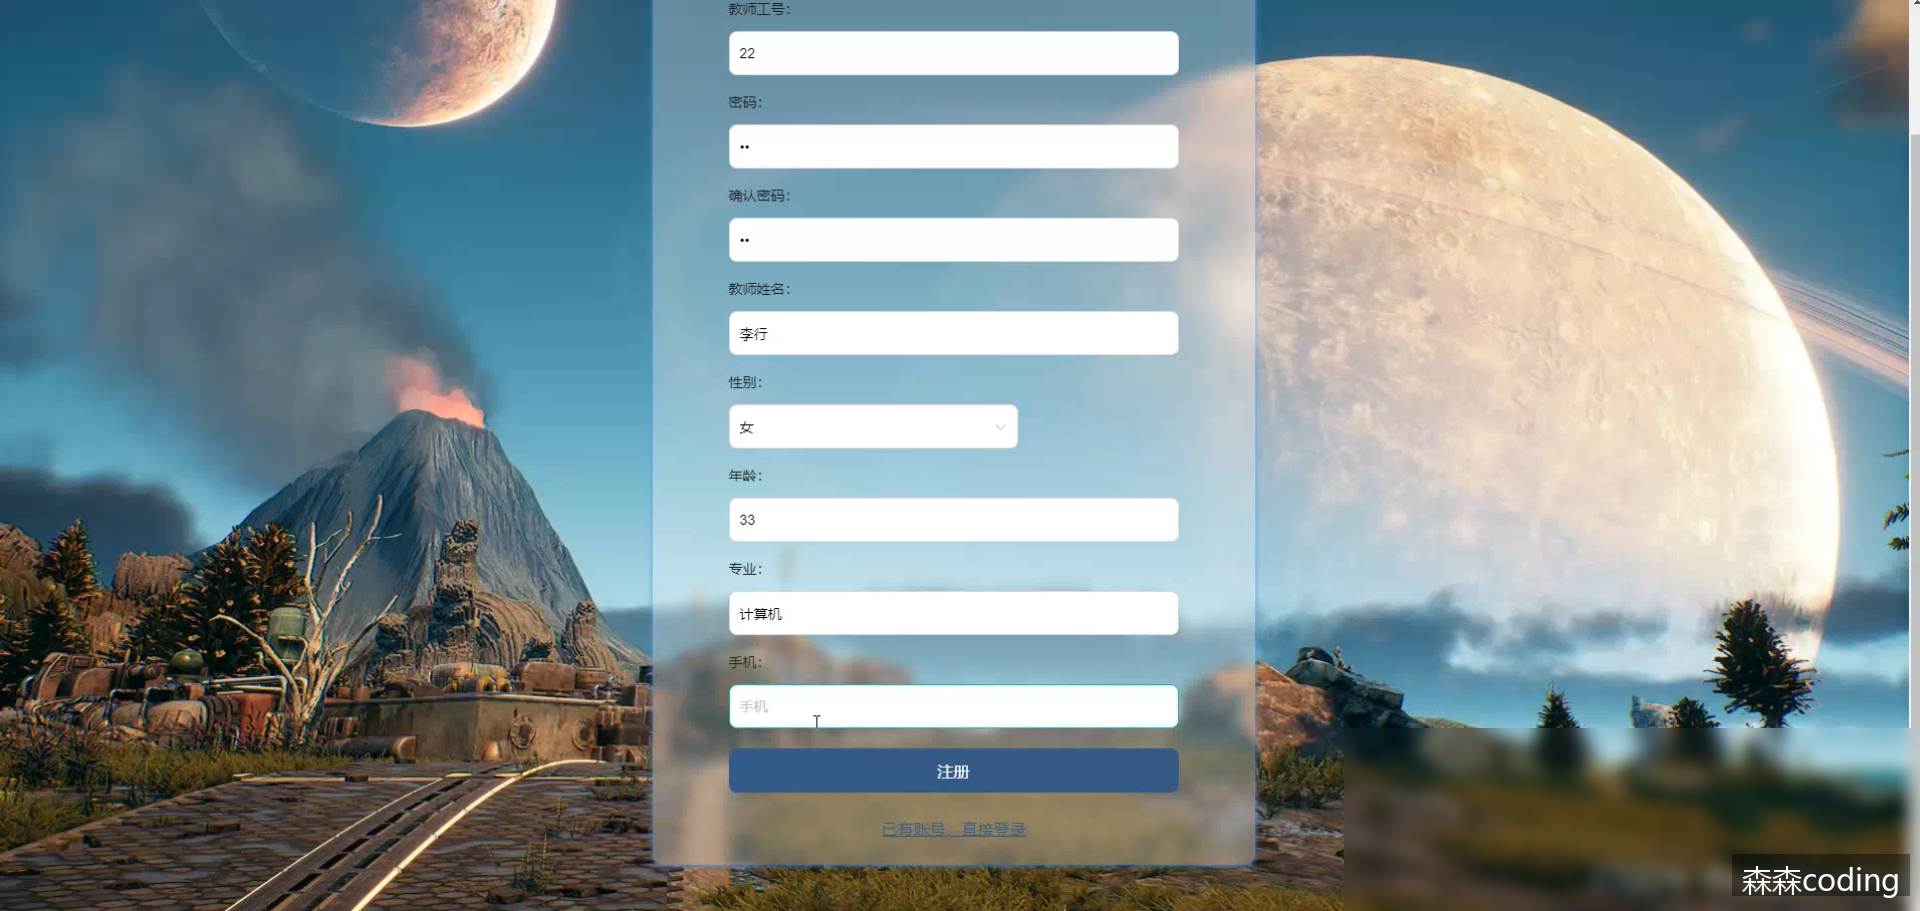 教师工号：
22
密码：
••
确认密码：
••
教师姓名：
李行
性别：
女
年龄：
33
专业：
计算机
手机：
手机
注册
已有账号，直接登录
森森coding